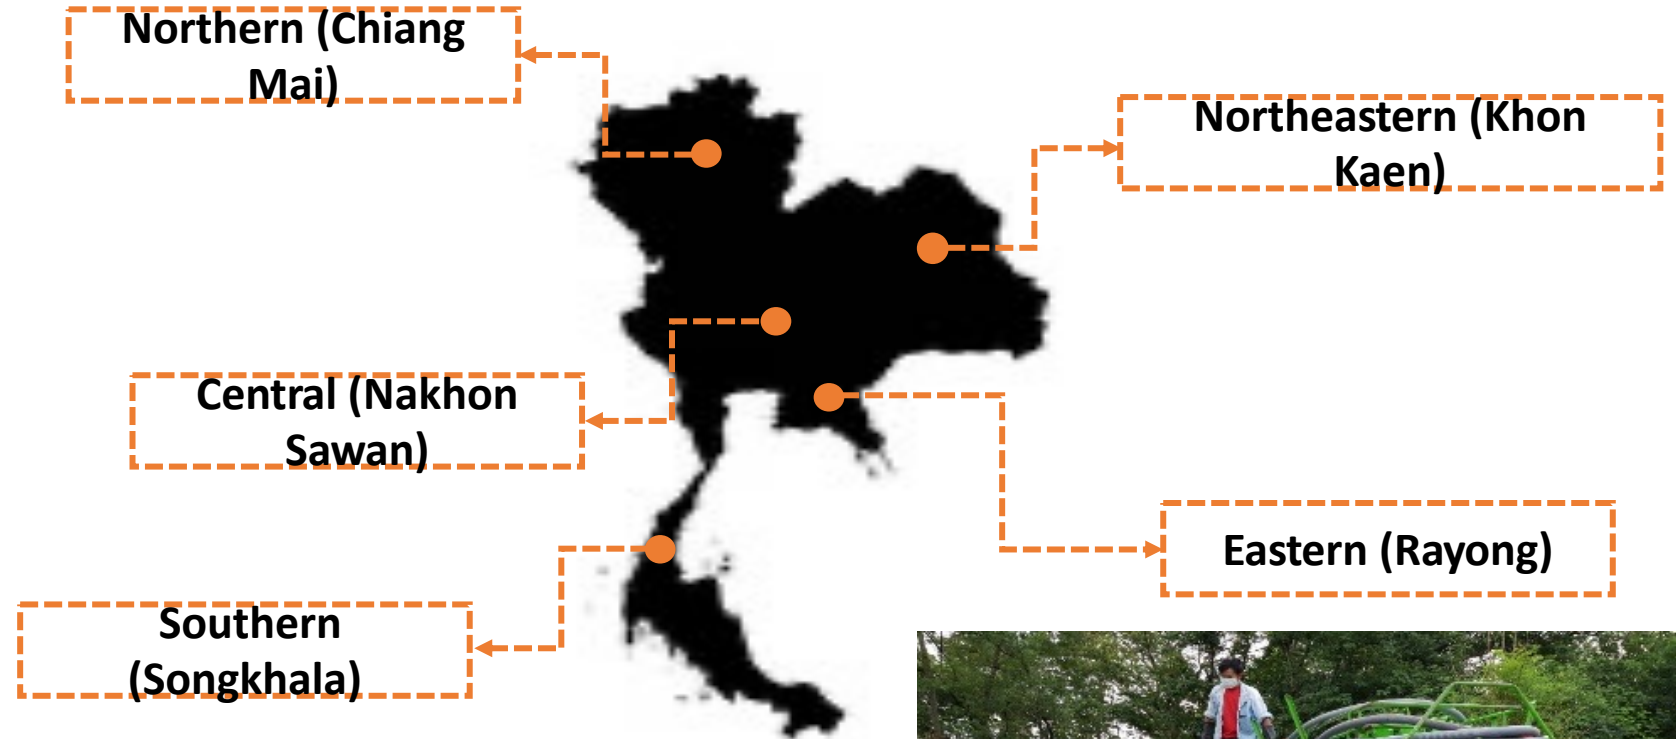 Northern (Chiang
Mai)
Northeastern (Khon
Kaen)
Central (Nakhon
Sawan)
Eastern (Rayong)
Southern
(Songkhala)